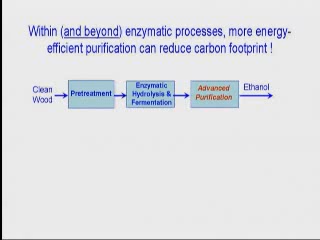 Within (and beyond) enzymatic processes, more energy-
efficient purification can reduce carbon footprint !
Clean
Wood
Pretreatment
Enzymatic
Hydrolysis &
Fermentation
Advanced
Purification
Ethanol